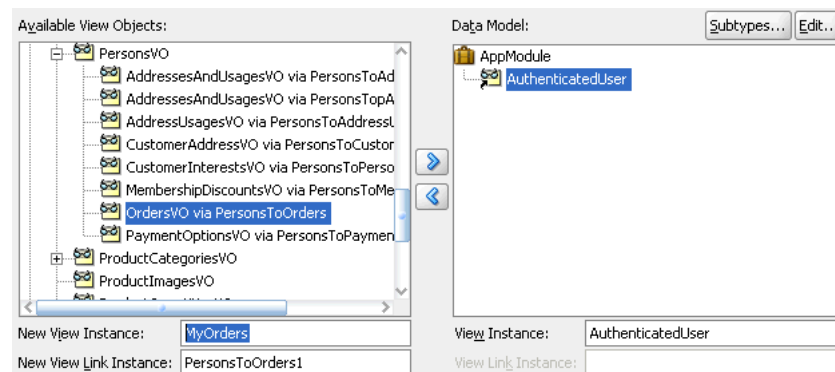 Available View Objects:
PersonsVO
AddressesAndUsagesVO via PersonsToAd
AddressesAndUsagesVO via PersonsTopA
AddressUsagesVO via PersonsToAddressU
CustomerAddressVO via PersonsToCustor
CustomerInterestsVO via PersonsToPerso
MembershipDiscountsVO via PersonsToMe
OrdersVO via PersonsToOrders
PaymentOptionsVO via PersonsToPaymen
ProductCategoriesVO
ProductImagesVO
New View Instance: MyOrders
New View Link Instance: PersonsToOrders1
Data Model: Subtypes... Edit...
AppModule
AuthenticatedUser
View Instance: AuthenticatedUser
View Link Instance: